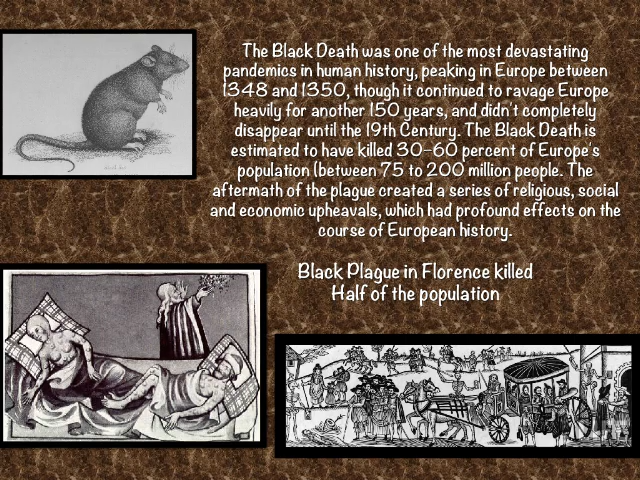 The Black Death was one of the most devastating
pandemics in human history, peaking in Europe between
1348 and 1350, though it continued to ravage Europe
heavily for another 150 years, and didn't completely
disappear until the 19th Century. The Black Death is
estimated to have killed 30–60 percent of Europe's
population (between 75 to 200 million people. The
aftermath of the plague created a series of religious, social
and economic upheavals, which had profound effects on the
course of European history.
Black Plague in Florence killed
Half of the population